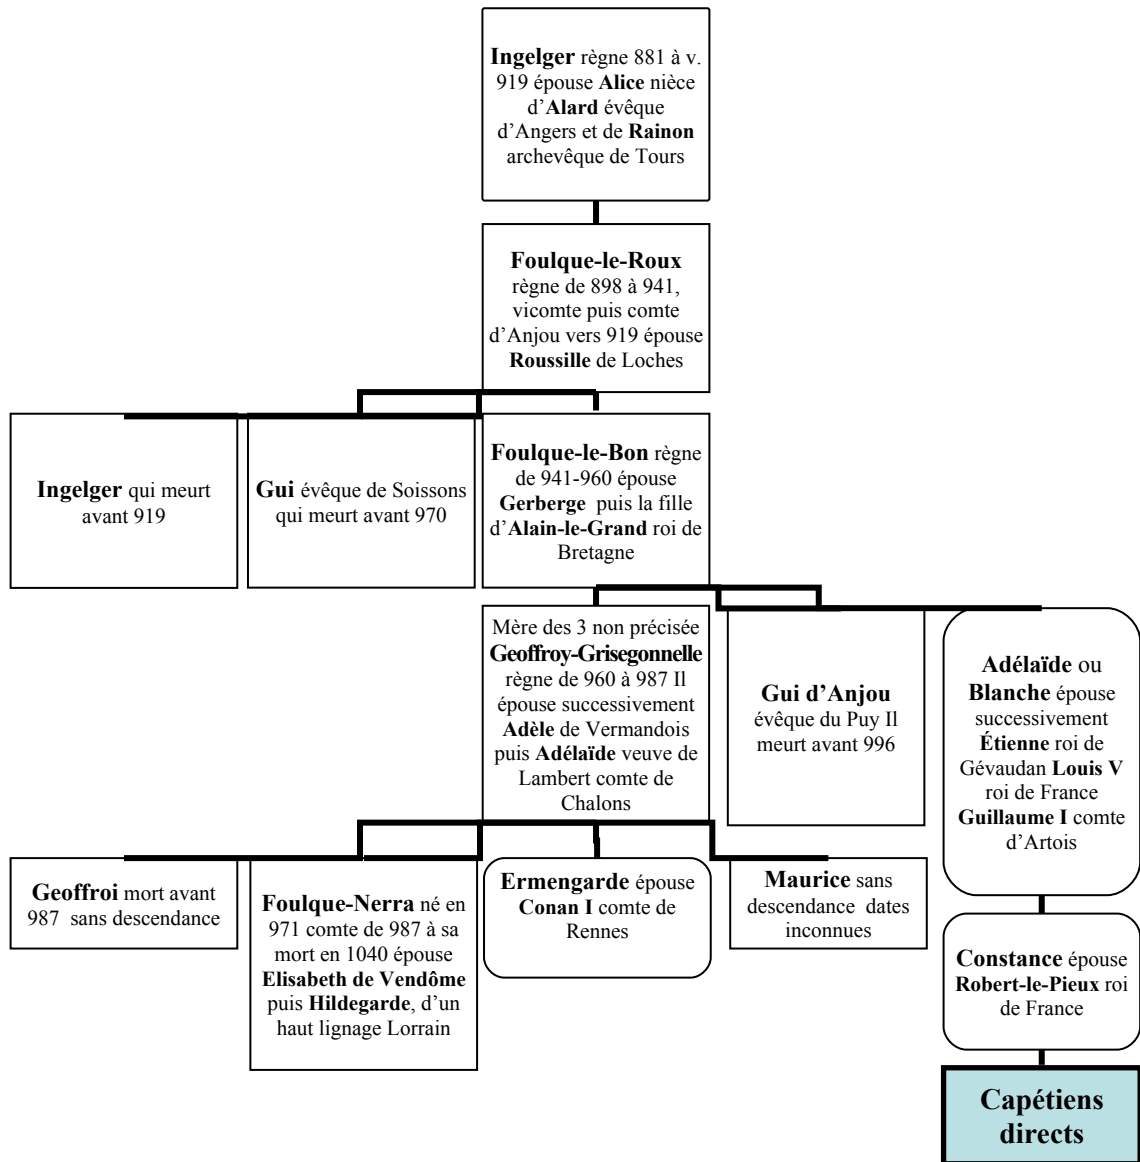 Ingelger règne 881 à v.
919 épouse Alice nièce
d'Alard évêque
d'Angers et de Rainon
archevêque de Tours
Foulque-le-Roux
règne de 898 à 941,
vicomte puis comte
d'Anjou vers 919 épouse
Roussille de Loches
Ingelger qui meurt
avant 919
Gui évêque de Soissons
qui meurt avant 970
Foulque-le-Bon règne
de 941-960 épouse
Gerberge puis la fille
d'Alain-le-Grand roi de
Bretagne
Mère des 3 non précisée
Geoffroy-Grisegonnelle
règne de 960 à 987 Il
épouse successivement
Adèle de Vermandois
puis Adélaïde veuve de
Lambert comte de
Chalons
Gui d'Anjou
évêque du Puy Il
meurt avant 996
Adélaïde ou
Blanche épouse
successivement
Étienne roi de
Gévaudan Louis V
roi de France
Guillaume I comte
d'Artois
Geoffroi mort avant
987 sans descendance
Foulque-Nerra né en
971 comte de 987 à sa
mort en 1040 épouse
Elisabeth de Vendôme
puis Hildegarde, d'un
haut lignage Lorrain
Ermengarde épouse
Conan I comte de
Rennes
Maurice sans
descendance dates
inconnues
Constance épouse
Robert-le-Pieux roi
de France
Capétiens
directs